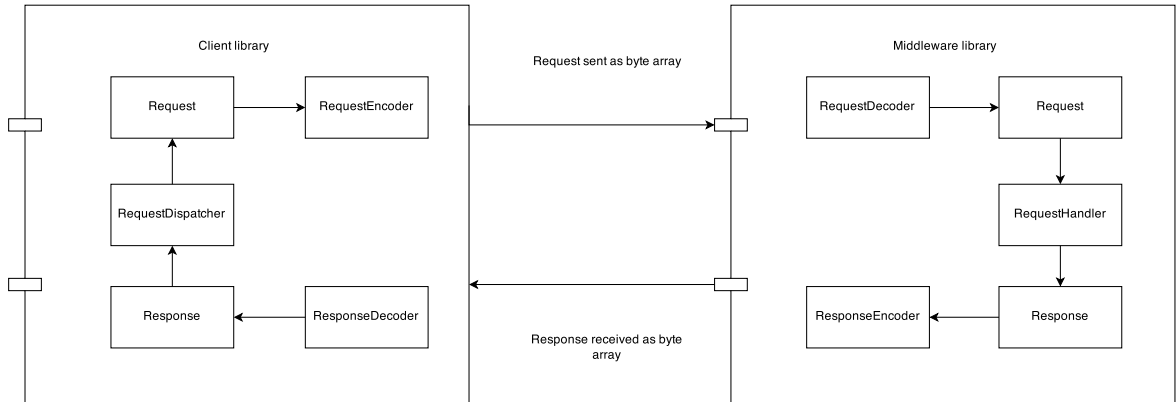 Client library
Request sent as byte array
Middleware library
Request
RequestEncoder
RequestDecoder
Request
RequestDispatcher
RequestHandler
Response
ResponseDecoder
ResponseEncoder
Response
Response received as byte
array